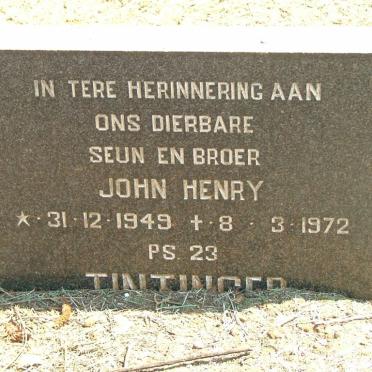 IN TERE HERINNERING AAN
ONS DIERBARE
SEUN EN BROER
JOHN HENRY
★ 31·12·1949 ✝·8 · 3·1972
PS. 23
TINTINGER